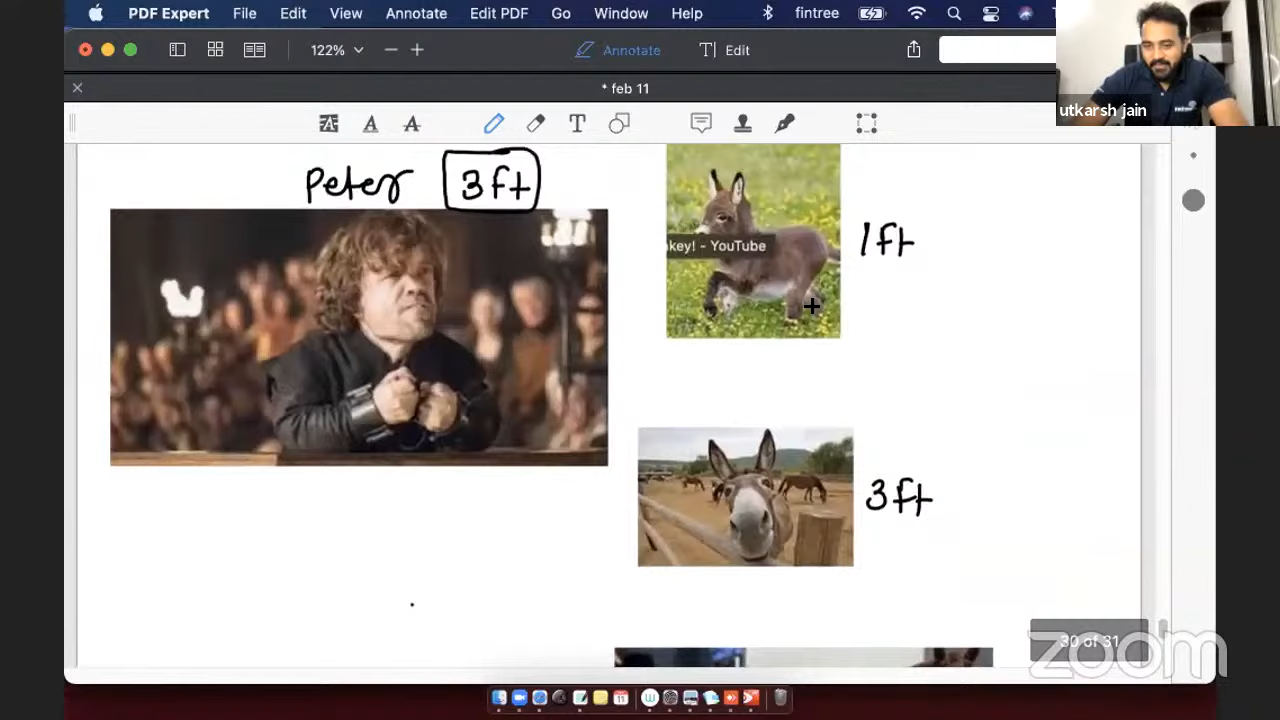 PDF Expert File Edit View Annotate Edit PDF Go Window Help fintree
122% Annotate T| Edit
utkarsh jain
* feb 11
Peter 3ft
key! - YouTube
1ft
3ft
30 of 31
zoom